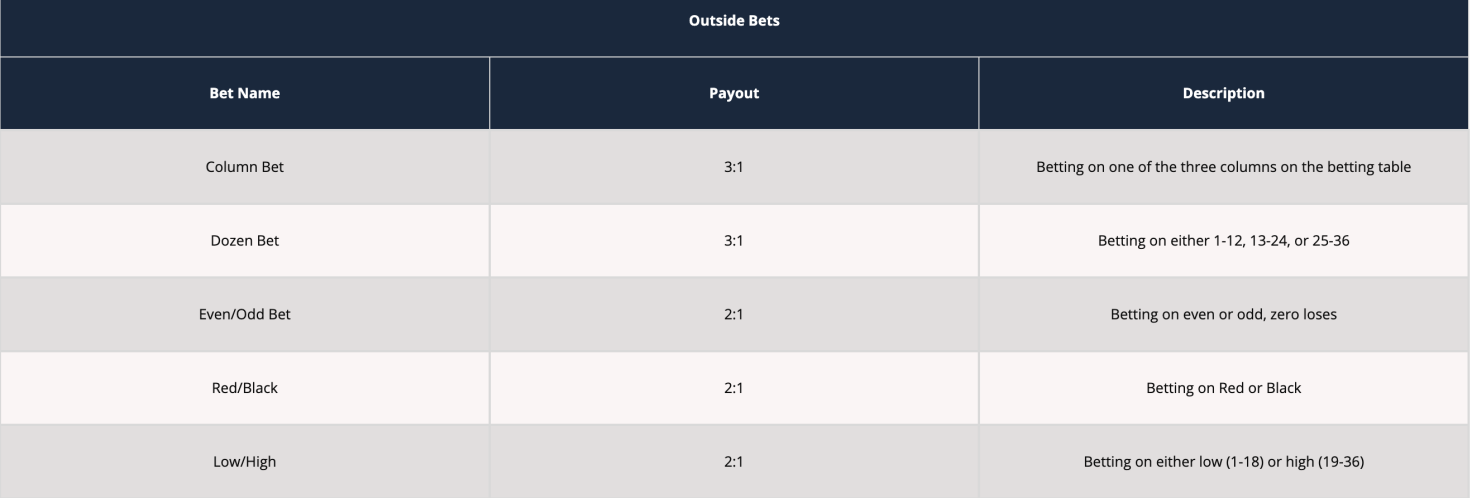 Outside Bets
Bet Name Payout Description
Column Bet 3:1 Betting on one of the three columns on the betting table
Dozen Bet 3:1 Betting on either 1-12, 13-24, or 25-36
Even/Odd Bet 2:1 Betting on even or odd, zero loses
Red/Black 2:1 Betting on Red or Black
Low/High 2:1 Betting on either low (1-18) or high (19-36)